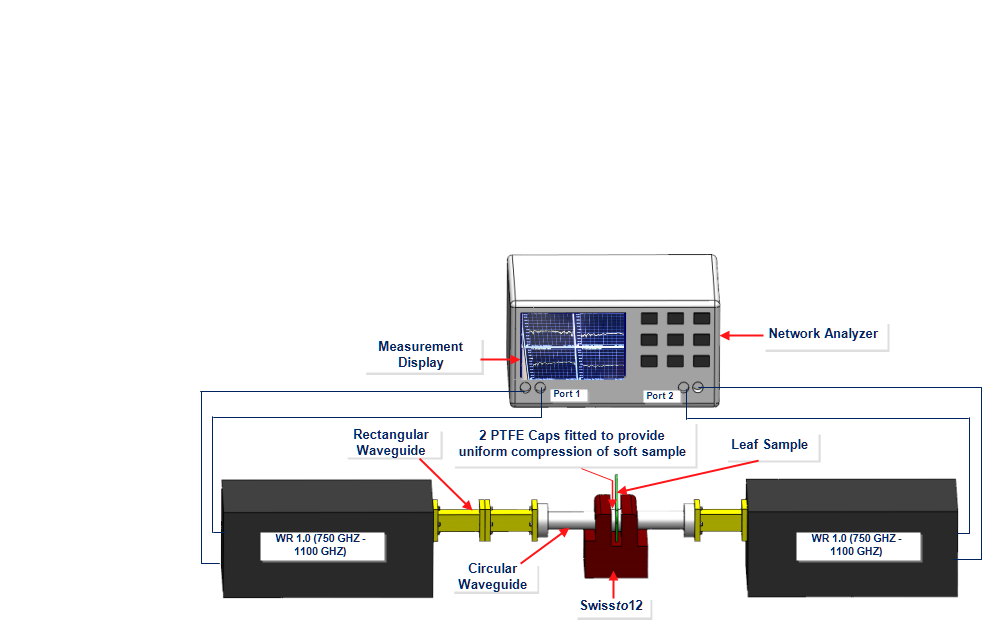 Measurement
Display
Network Analyzer
Port 1
Port 2
Rectangular
Waveguide
2 PTFE Caps fitted to provide
uniform compression of soft sample
Leaf Sample
WR 1.0 (750 GHZ -
1100 GHZ)
WR 1.0 (750 GHZ -
1100 GHZ)
Circular
Waveguide
Swissto12